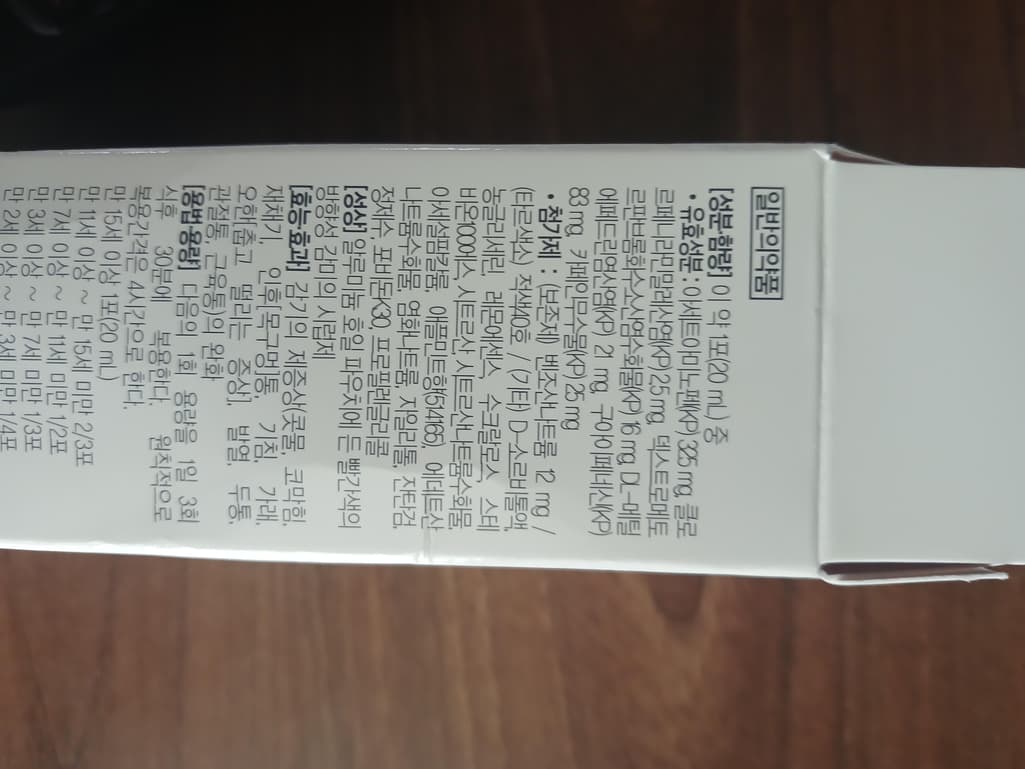 일반의약품
[성분·함량] 이 약 1포(20 mL) 중
• 유효성분 : 아세트아미노펜(KP) 325 mg, 클로
르페니라민말레산염(KP) 2.5 mg, 덱스트로메토
르판브롬화수소산염수화물(KP) 16 mg, DL-메틸
에페드린염산염(KP) 21 mg, 구아이페네신(KP)
83 mg, 카페인무수물(KP) 25 mg
• 첨가제 : (보존제) 벤조산나트륨 12 mg /
(타르색소) 적색40호 / (기타) D-소르비톨액,
농글리세린, 레몬에센스, 수크랄로스, 스테
비온100에이스, 시트르산, 시트르산나트륨수화물,
아세설팜칼륨, 애플민트향(51465), 에데트산
나트륨수화물, 염화나트륨, 자일리톨, 잔탄검,
정제수, 포비돈K30, 프로필렌글리콜
[성상] 알루미늄 호일 파우치에 든 빨간색의
방향성 감미의 시럽제
[효능·효과] 감기의 제증상(콧물, 코막힘,
재채기, 인후(목구멍)통, 기침, 가래,
오한(춥고 떨리는 증상), 발열, 두통,
관절통, 근육통)의 완화
[용법·용량] 다음의 1회 용량을 1일 3회
식후 30분에 복용한다. 원칙적으로
복용간격은 4시간으로 한다.
만 15세 이상 1포(20 mL)
만 11세 이상 ~ 만 15세 미만 2/3포
만 7세 이상 ~ 만 11세 미만 1/2포
만 3세 이상 ~ 만 7세 미만 1/3포
만 2세 이상 ~ 만 3세 미만 1/4포